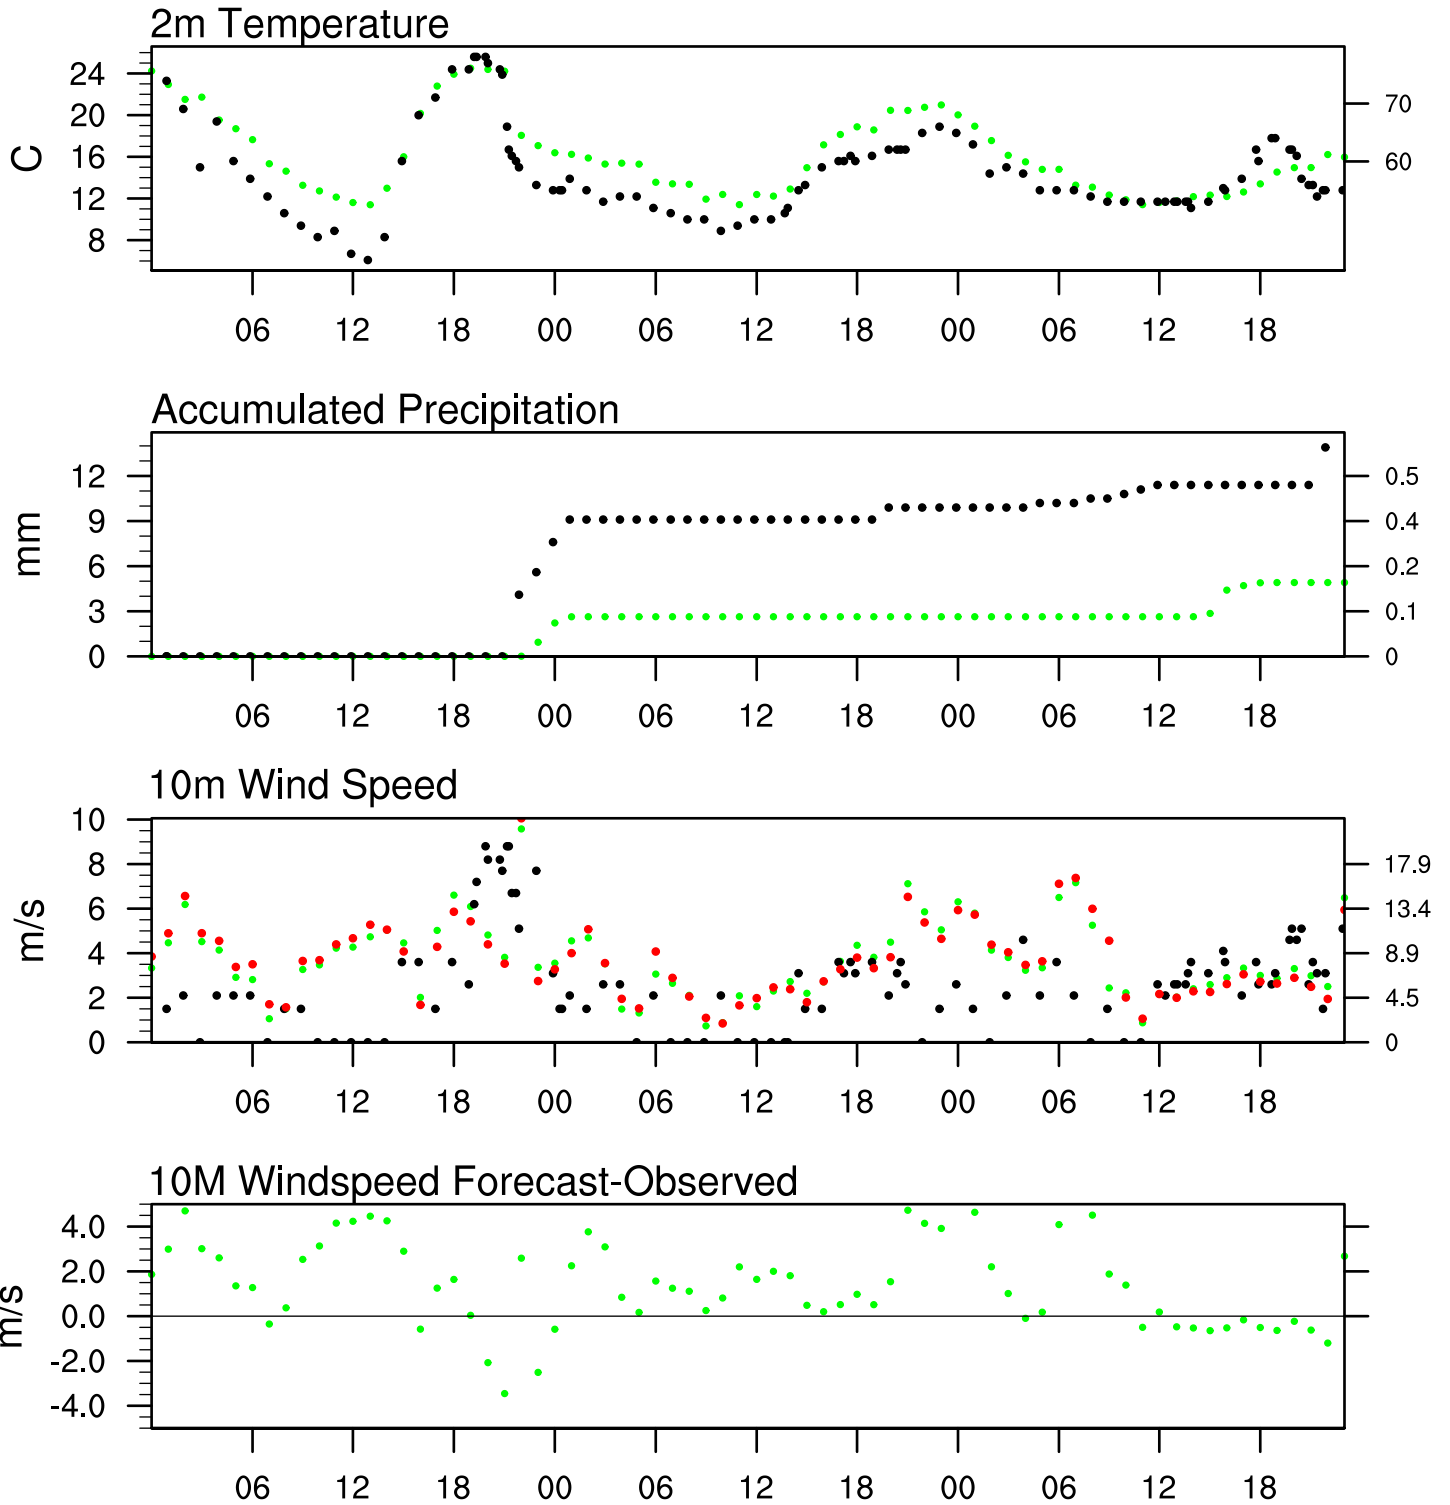 2m Temperature
24
20
16
12
8
C
70
60
06 12 18 00 06 12 18 00 06 12 18
Accumulated Precipitation
12
9
6
3
0
mm
0.5
0.4
0.2
0.1
0
06 12 18 00 06 12 18 00 06 12 18
10m Wind Speed
10
8
6
4
2
0
m/s
17.9
13.4
8.9
4.5
0
06 12 18 00 06 12 18 00 06 12 18
10M Windspeed Forecast-Observed
4.0
2.0
0.0
-2.0
-4.0
m/s
06 12 18 00 06 12 18 00 06 12 18